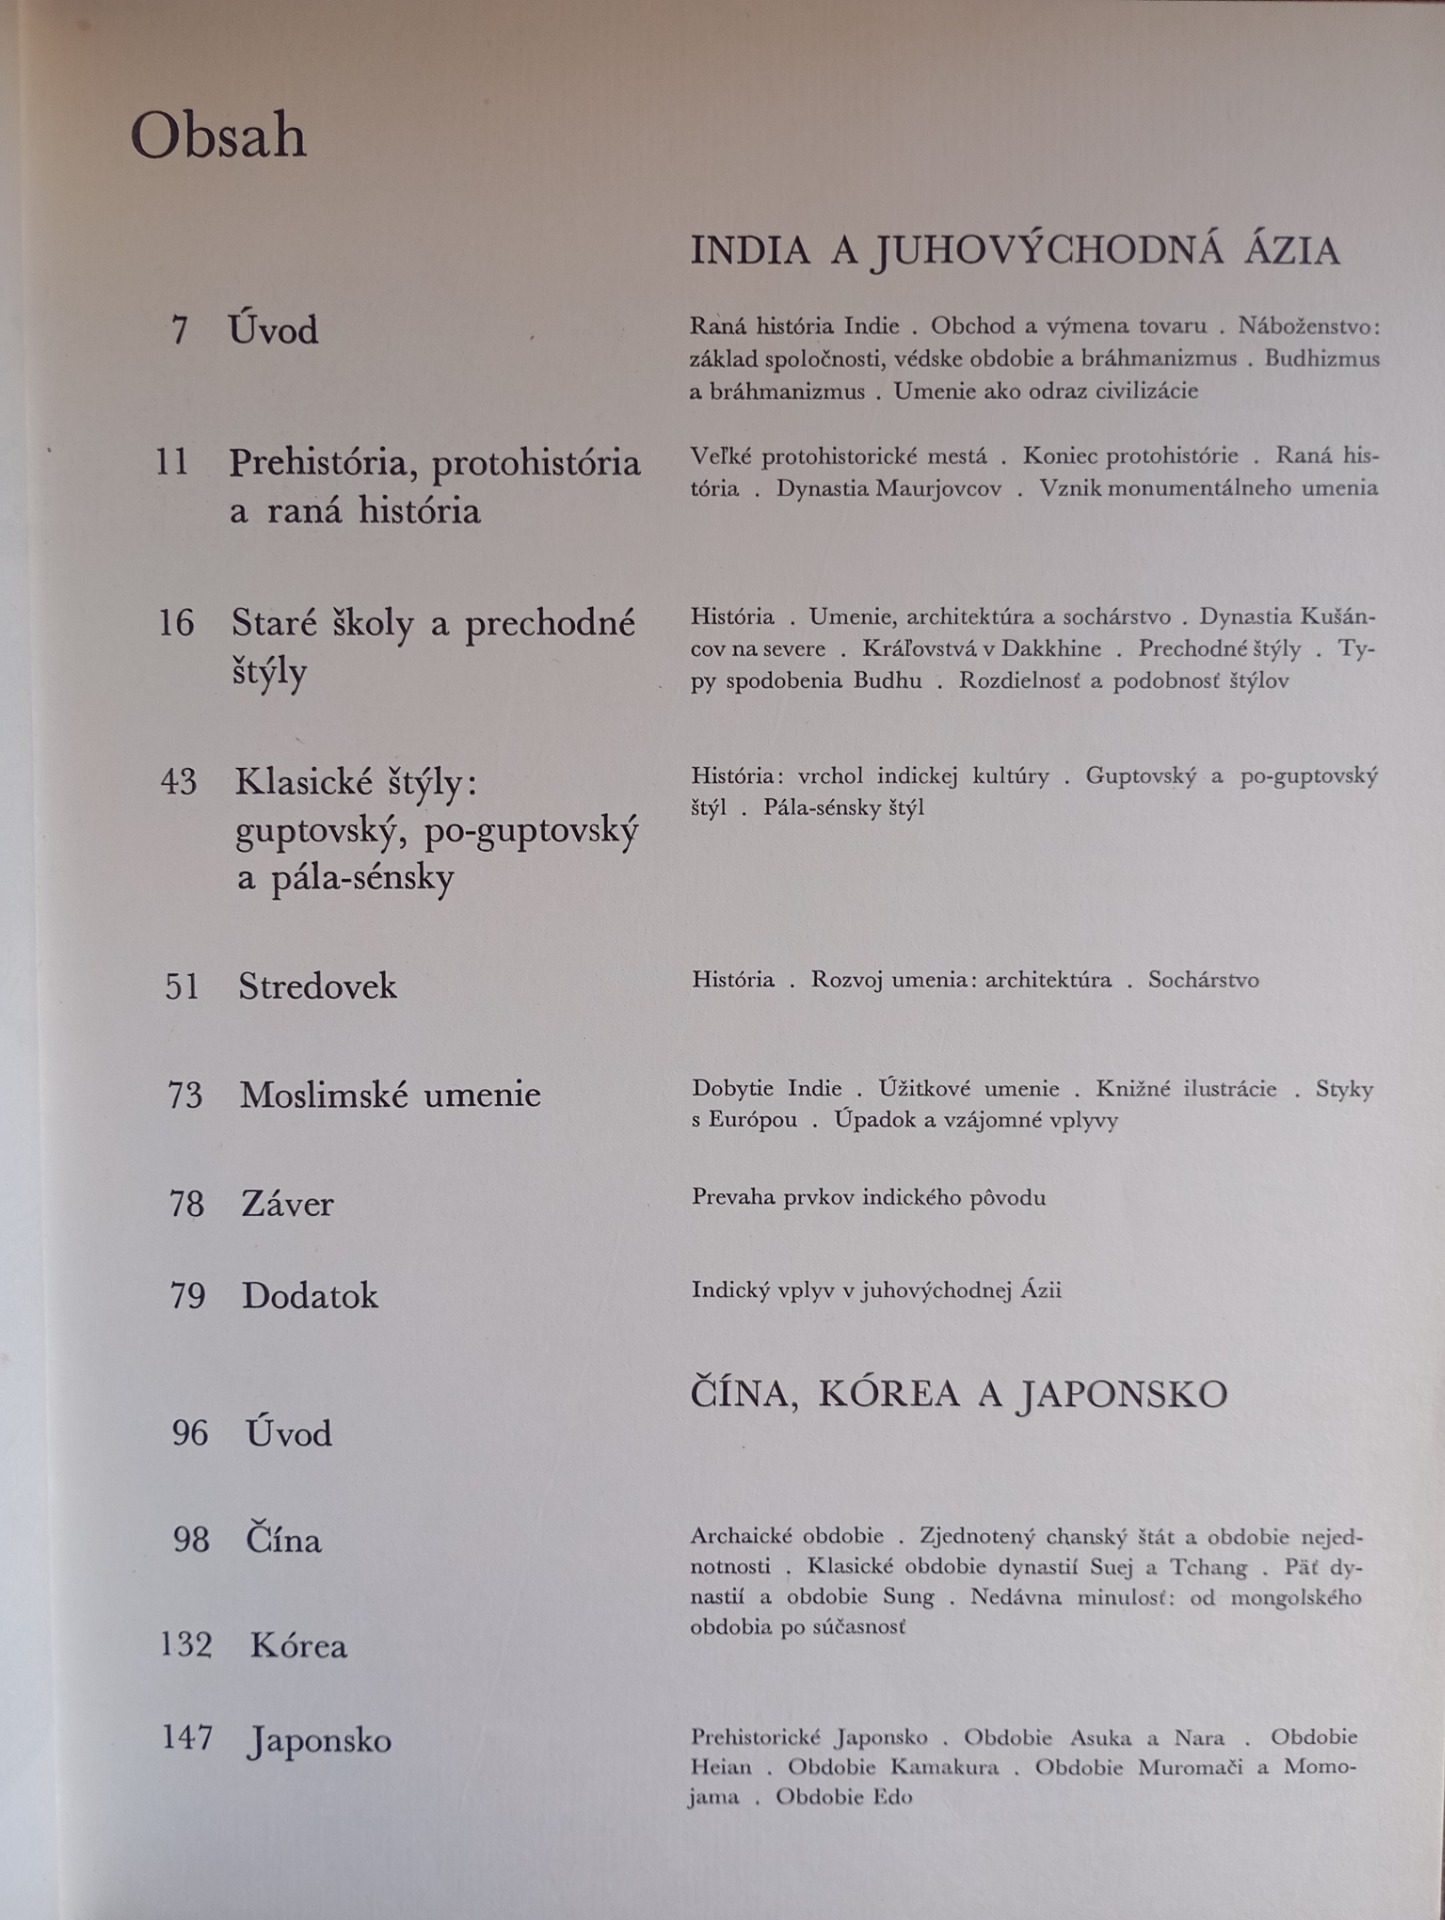 Obsah
INDIA A JUHOVÝCHODNÁ ÁZIA
7 Úvod
Raná história Indie . Obchod a výmena tovaru . Náboženstvo:
základ spoločnosti, védske obdobie a bráhmanizmus . Budhizmus
a bráhmanizmus . Umenie ako odraz civilizácie
11 Prehistória, protohistória
a raná história
Veľké protohistorické mestá . Koniec protohistórie . Raná his-
tória . Dynastia Maurjovcov . Vznik monumentálneho umenia
16 Staré školy a prechodné
štýly
História . Umenie, architektúra a sochárstvo . Dynastia Kušán-
cov na severe . Kráľovstvá v Dakkhine . Prechodné štýly . Ty-
py spodobenia Budhu . Rozdielnosť a podobnosť štýlov
43 Klasické štýly:
guptovský, po-guptovský
a pála-sénsky
História: vrchol indickej kultúry . Guptovský a po-guptovský
štýl . Pála-sénsky štýl
51 Stredovek
História . Rozvoj umenia: architektúra . Sochárstvo
73 Moslimské umenie
Dobytie Indie . Úžitkové umenie . Knižné ilustrácie . Styky
s Európou . Úpadok a vzájomné vplyvy
78 Záver
Prevaha prvkov indického pôvodu
79 Dodatok
Indický vplyv v juhovýchodnej Ázii
ČÍNA, KÓREA A JAPONSKO
96 Úvod
98 Čína
Archaické obdobie . Zjednotený chanský štát a obdobie nejed-
notnosti . Klasické obdobie dynastií Suej a Tchang . Päť dy-
nastií a obdobie Sung . Nedávna minulosť: od mongolského
obdobia po súčasnosť
132 Kórea
147 Japonsko
Prehistorické Japonsko . Obdobie Asuka a Nara . Obdobie
Heian . Obdobie Kamakura . Obdobie Muromači a Momo-
jama . Obdobie Edo